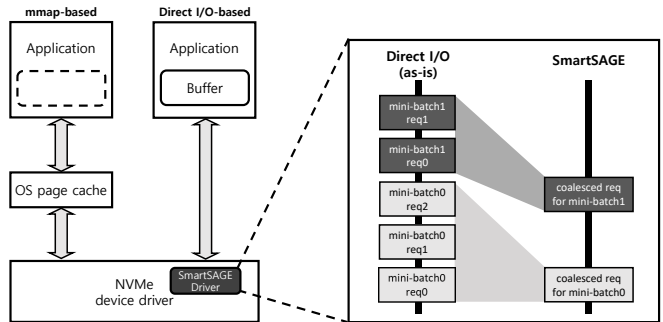 mmap-based
Direct I/O-based
Application
Application
Buffer
OS page cache
NVMe
device driver
SmartSAGE
Driver
Direct I/O
(as-is)
SmartSAGE
mini-batch1
req1
mini-batch1
req0
mini-batch0
req2
mini-batch0
req1
mini-batch0
req0
coalesced req
for mini-batch1
coalesced req
for mini-batch0